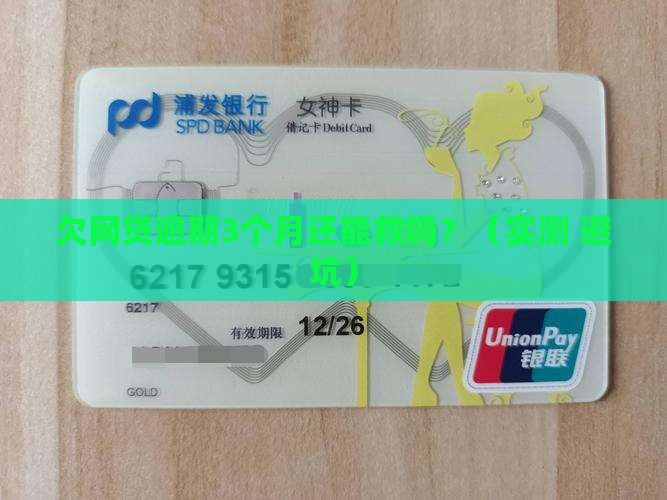 浦发银行
SPD BANK
女神卡
借记卡 Debit Card
欠网贷逾期3个月还能救吗？（实测 避
坑）
6217 9315
6217
有效期限 12/26
UnionPay
银联
GOLD